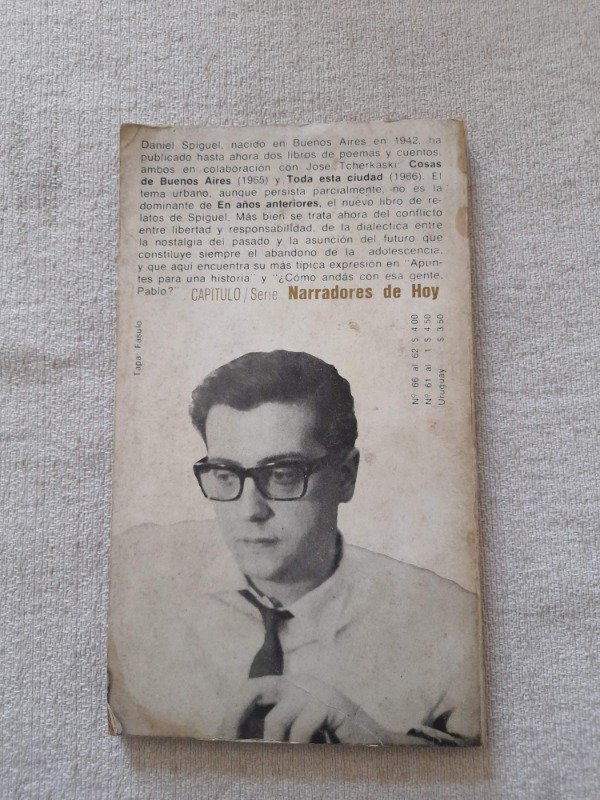 Daniel Spiguel, nacido en Buenos Aires en 1942, ha
publicado hasta ahora dos libros de poemas y cuentos,
ambos en colaboración con José Tcherkaski: Cosas
de Buenos Aires (1965) y Toda esta ciudad (1966). El
tema urbano, aunque persista parcialmente, no es la
dominante de En años anteriores, el nuevo libro de re-
latos de Spiguel. Más bien se trata ahora del conflicto
entre libertad y responsabilidad, de la dialéctica entre
la nostalgia del pasado y la asunción del futuro que
constituye siempre el abandono de la adolescencia,
y que aquí encuentra su más típica expresión en "Apun-
tes para una historia" y "¿Cómo andás con esa gente,
Pablo?"
CAPITULO / Serie Narradores de Hoy
Tapa: Fasulo
Nº 66 al 62 $ 4.00
Nº 61 al 1 $ 4.50
Uruguay $ 3.50